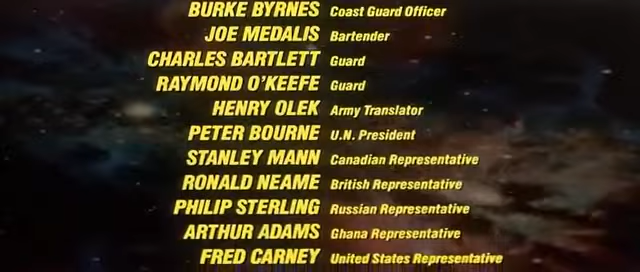 BURKE BYRNES Coast Guard Officer
JOE MEDALIS Bartender
CHARLES BARTLETT Guard
RAYMOND O'KEEFE Guard
HENRY OLEK Army Translator
PETER BOURNE U.N. President
STANLEY MANN Canadian Representative
RONALD NEAME British Representative
PHILIP STERLING Russian Representative
ARTHUR ADAMS Ghana Representative
FRED CARNEY United States Representative